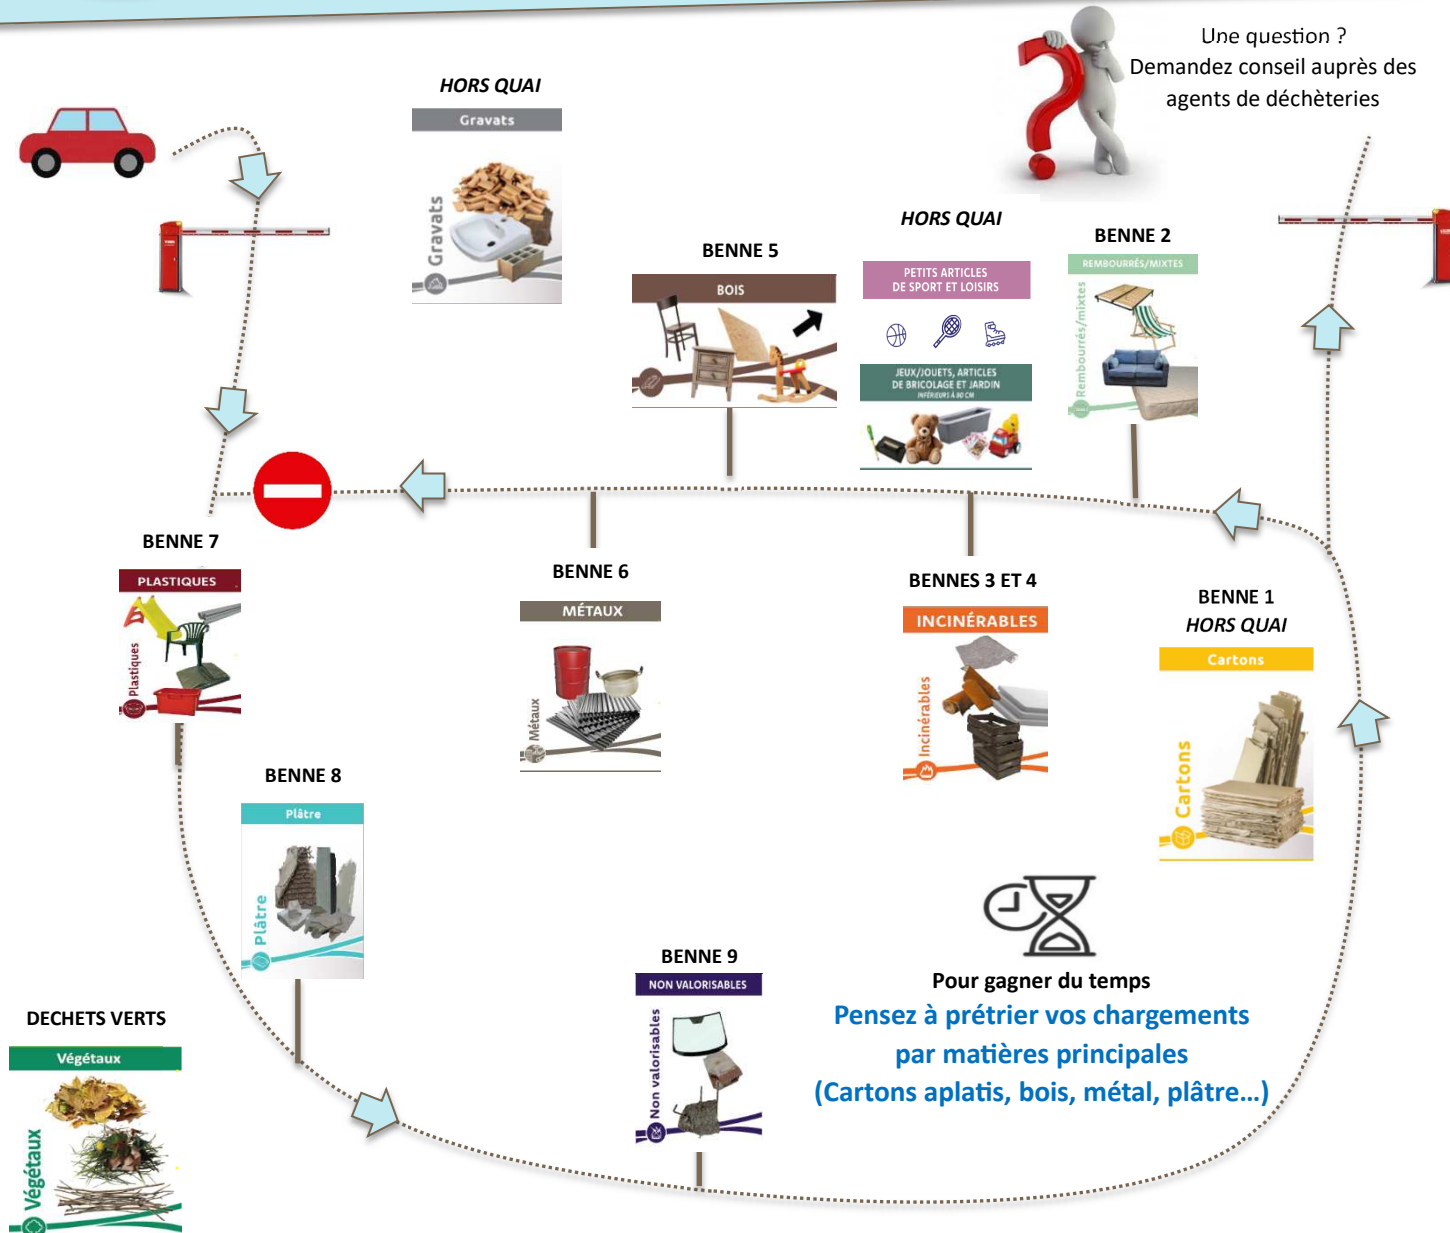 Une question ?
Demandez conseil auprès des
agents de déchèteries
HORS QUAI
Gravats
Gravats
HORS QUAI
PETITS ARTICLES
DE SPORT ET LOISIRS
JEUX/JOUETS, ARTICLES
DE BRICOLAGE ET JARDIN
INFÉRIEURS À 80 CM
BENNE 2
REMBOURRÉS/MIXTES
Rembourrés/mixtes
BENNE 5
BOIS
BENNE 7
PLASTIQUES
Plastiques
BENNE 6
MÉTAUX
Métaux
BENNES 3 ET 4
INCINÉRABLES
Incinérables
BENNE 1
HORS QUAI
Cartons
Cartons
BENNE 8
Plâtre
Plâtre
BENNE 9
NON VALORISABLES
Non valorisables
Pour gagner du temps
Pensez à prétrier vos chargements
par matières principales
(Cartons aplatis, bois, métal, plâtre…)
DECHETS VERTS
Végétaux
Végétaux